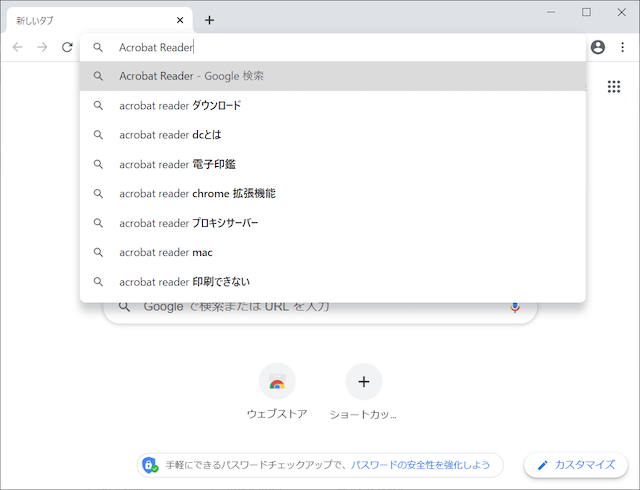 新しいタブ
Acrobat Reader
Acrobat Reader - Google 検索
acrobat reader ダウンロード
acrobat reader dcとは
acrobat reader 電子印鑑
acrobat reader chrome 拡張機能
acrobat reader プロキシサーバー
acrobat reader mac
acrobat reader 印刷できない
Google で検索または URL を入力
ウェブストア
ショートカッ...
手軽にできるパスワードチェックアップで、パスワードの安全性を強化しよう
カスタマイズ